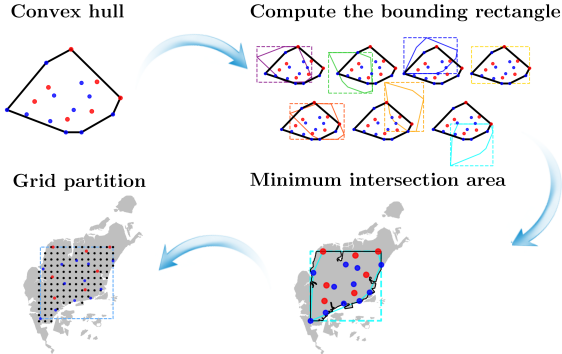 Convex hull
Compute the bounding rectangle
Grid partition
Minimum intersection area